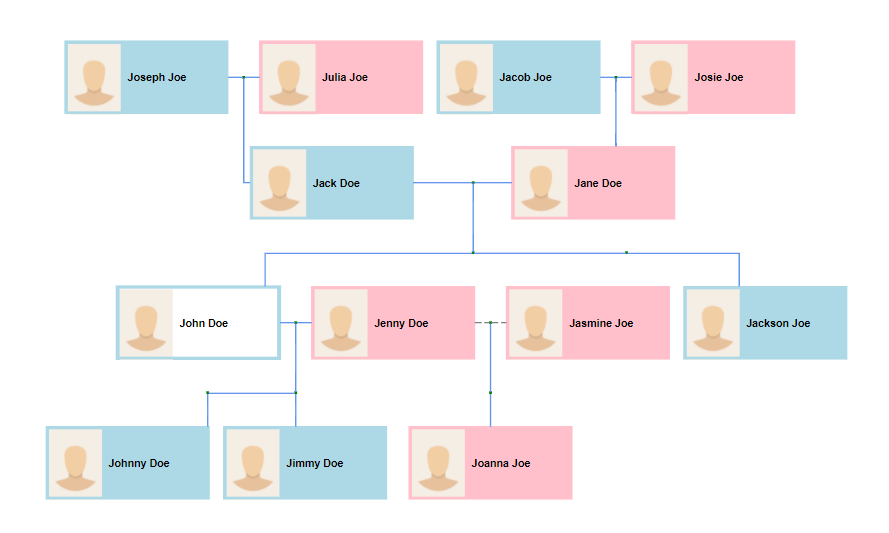 Joseph Joe
Julia Joe
Jacob Joe
Josie Joe
Jack Doe
Jane Doe
John Doe
Jenny Doe
Jasmine Joe
Jackson Joe
Johnny Doe
Jimmy Doe
Joanna Joe